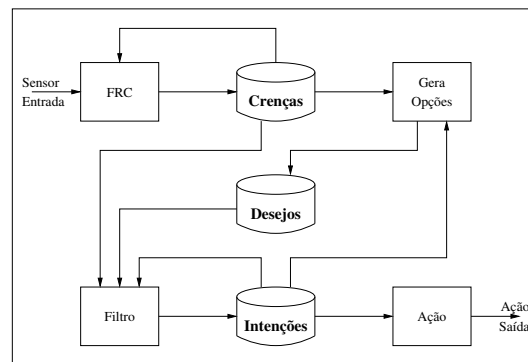 Sensor
Entrada
FRC
Crenças
Gera
Opções
Desejos
Filtro
Intenções
Ação
Ação
Saída